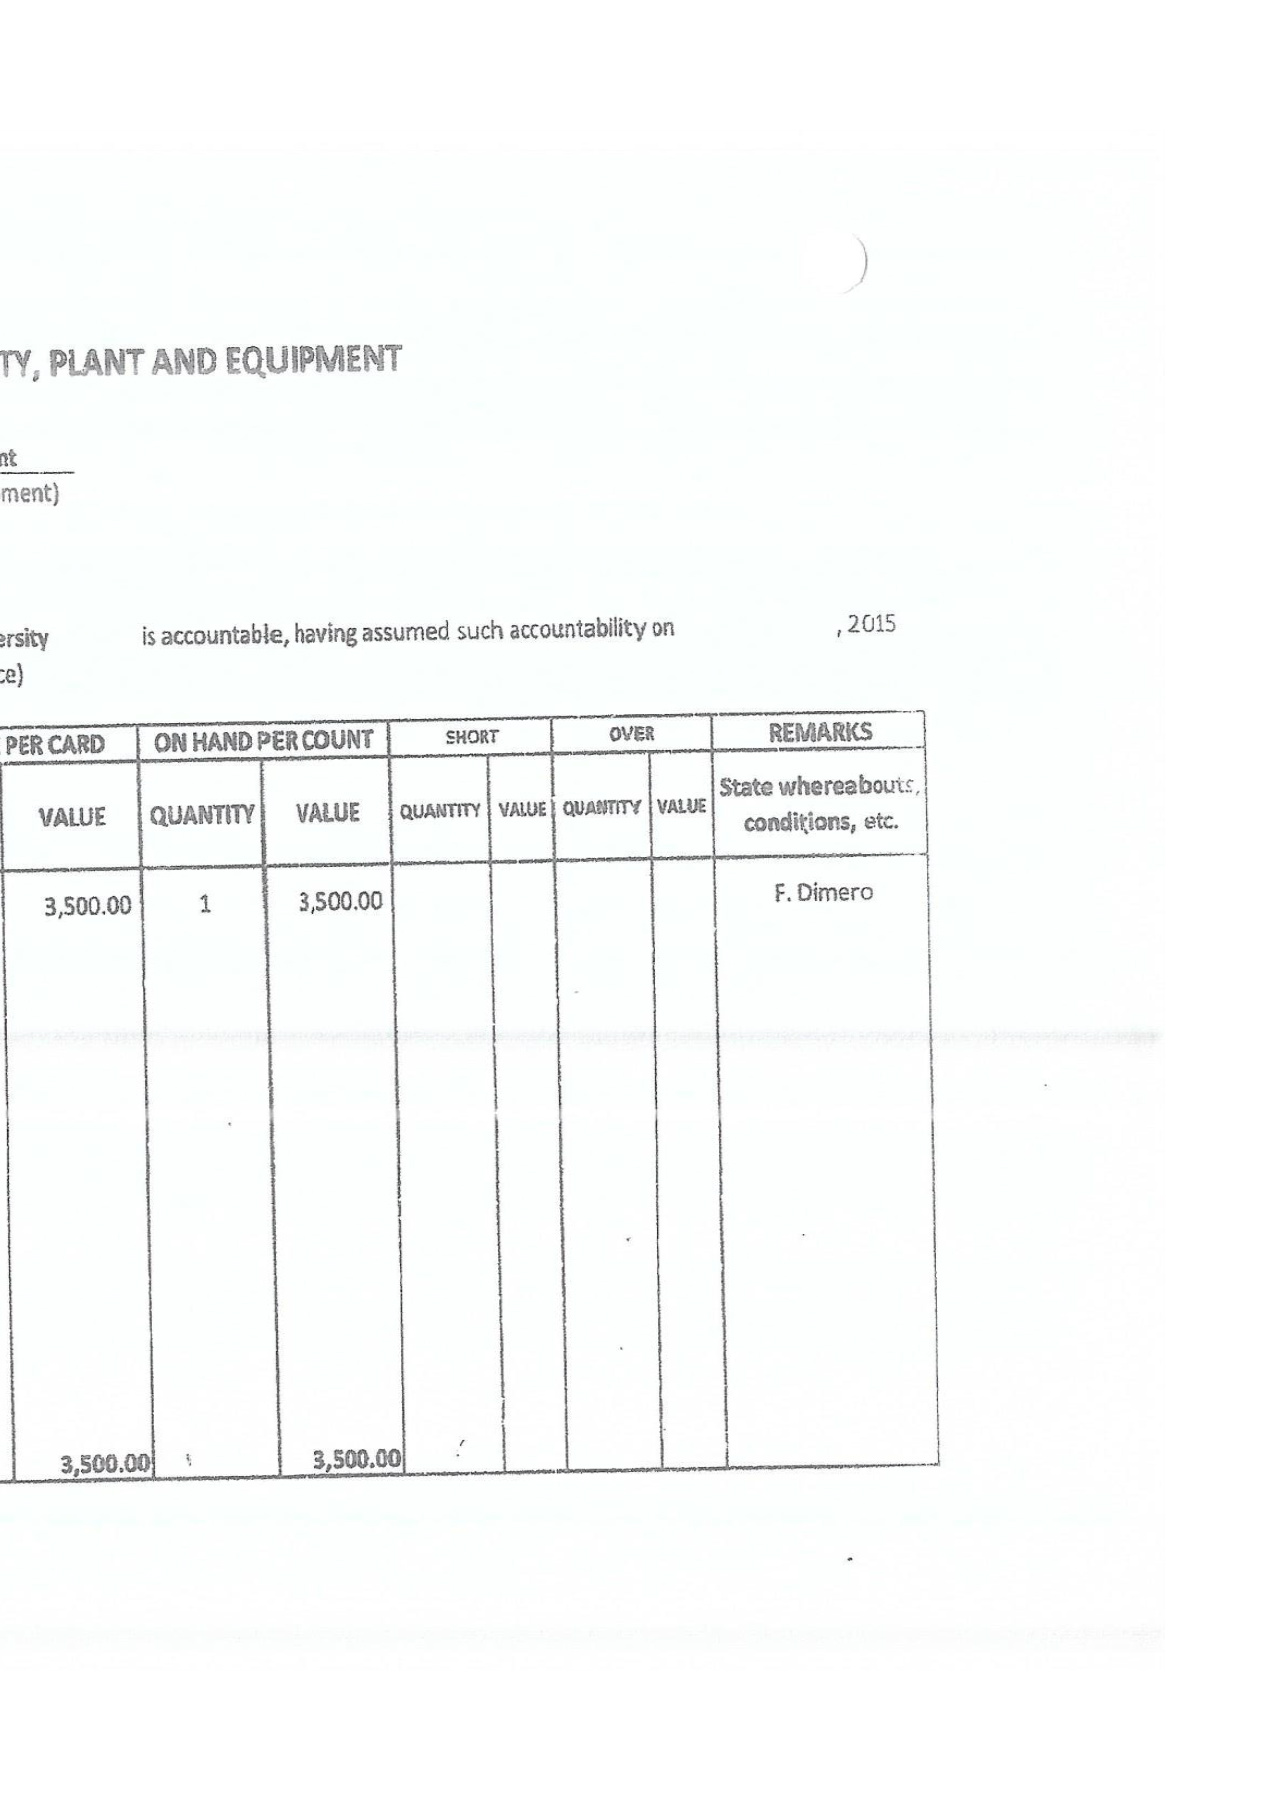 TY, PLANT AND EQUIPMENT
nt
ment)
ersity is accountable, having assumed such accountability on , 2015
ce)
PER CARD ON HAND PER COUNT SHORT OVER REMARKS
VALUE QUANTITY VALUE QUANTITY VALUE QUANTITY VALUE State whereabouts, conditions, etc.
3,500.00 1 3,500.00 F. Dimero
3,500.00 3,500.00